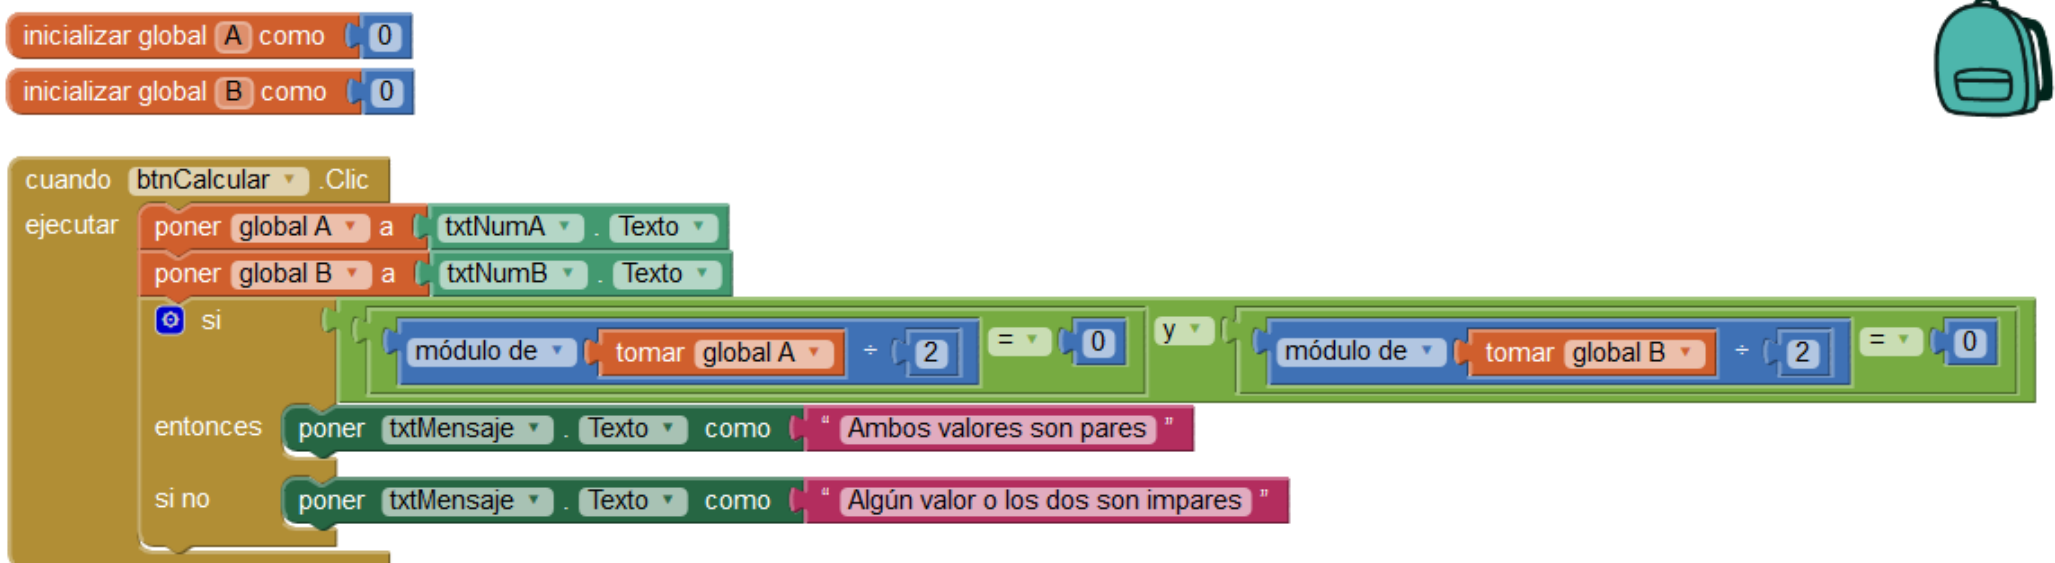 inicializar global A como 0
inicializar global B como 0
cuando btnCalcular .Clic
ejecutar poner global A a txtNumA . Texto
poner global B a txtNumB . Texto
si módulo de tomar global A ÷ 2 = 0 y módulo de tomar global B ÷ 2 = 0
entonces poner txtMensaje . Texto como “ Ambos valores son pares ”
si no poner txtMensaje . Texto como “ Algún valor o los dos son impares ”